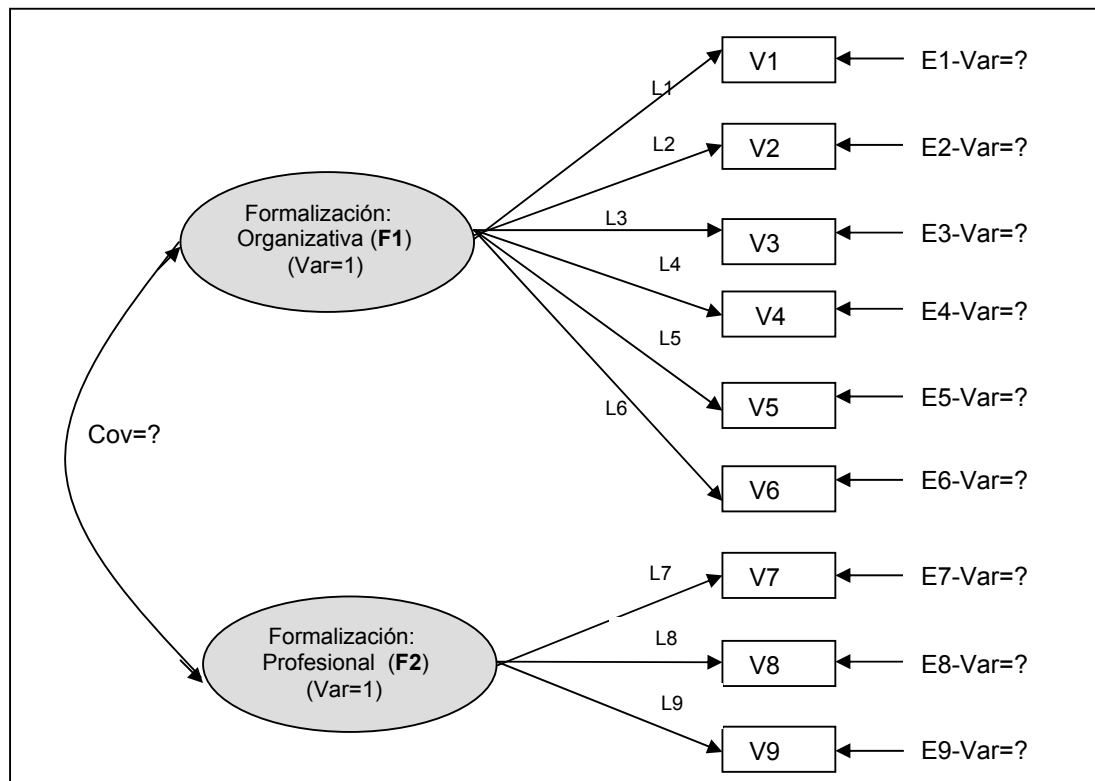 V1
E1-Var=?
L1
L2
V2
E2-Var=?
Formalización:
Organizativa (F1)
(Var=1)
L3
V3
E3-Var=?
L4
V4
E4-Var=?
L5
V5
E5-Var=?
L6
Cov=?
V6
E6-Var=?
L7
V7
E7-Var=?
Formalización:
Profesional (F2)
(Var=1)
L8
V8
E8-Var=?
L9
V9
E9-Var=?